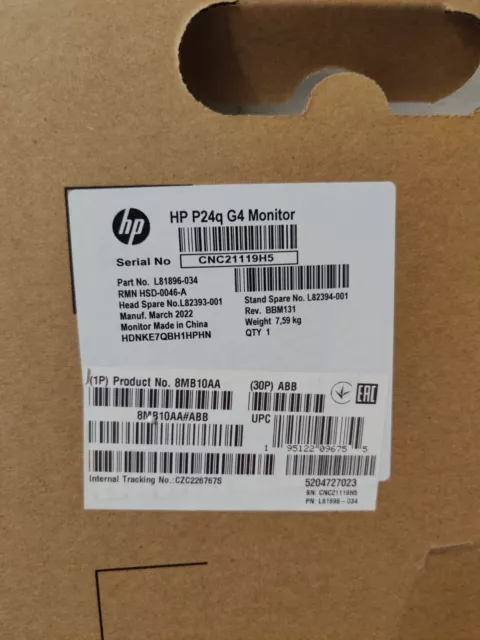 hp
HP P24q G4 Monitor
Serial No CNC21119H5
Part No. L81896-034
RMN HSD-0046-A
Head Spare No.L82393-001
Stand Spare No. L82394-001
Manuf. March 2022
Rev. BBM131
Monitor Made in China
Weight 7,59 kg
HDNKE7QBH1HPHN
QTY 1
(1P) Product No. 8MB10AA
(30P) ABB
EAC
8MB10AA#ABB
UPC
1 95122 09675 5
Internal Tracking No.:CZC226767S
5204727023
SN: CNC21119H5
PN: L81896-034